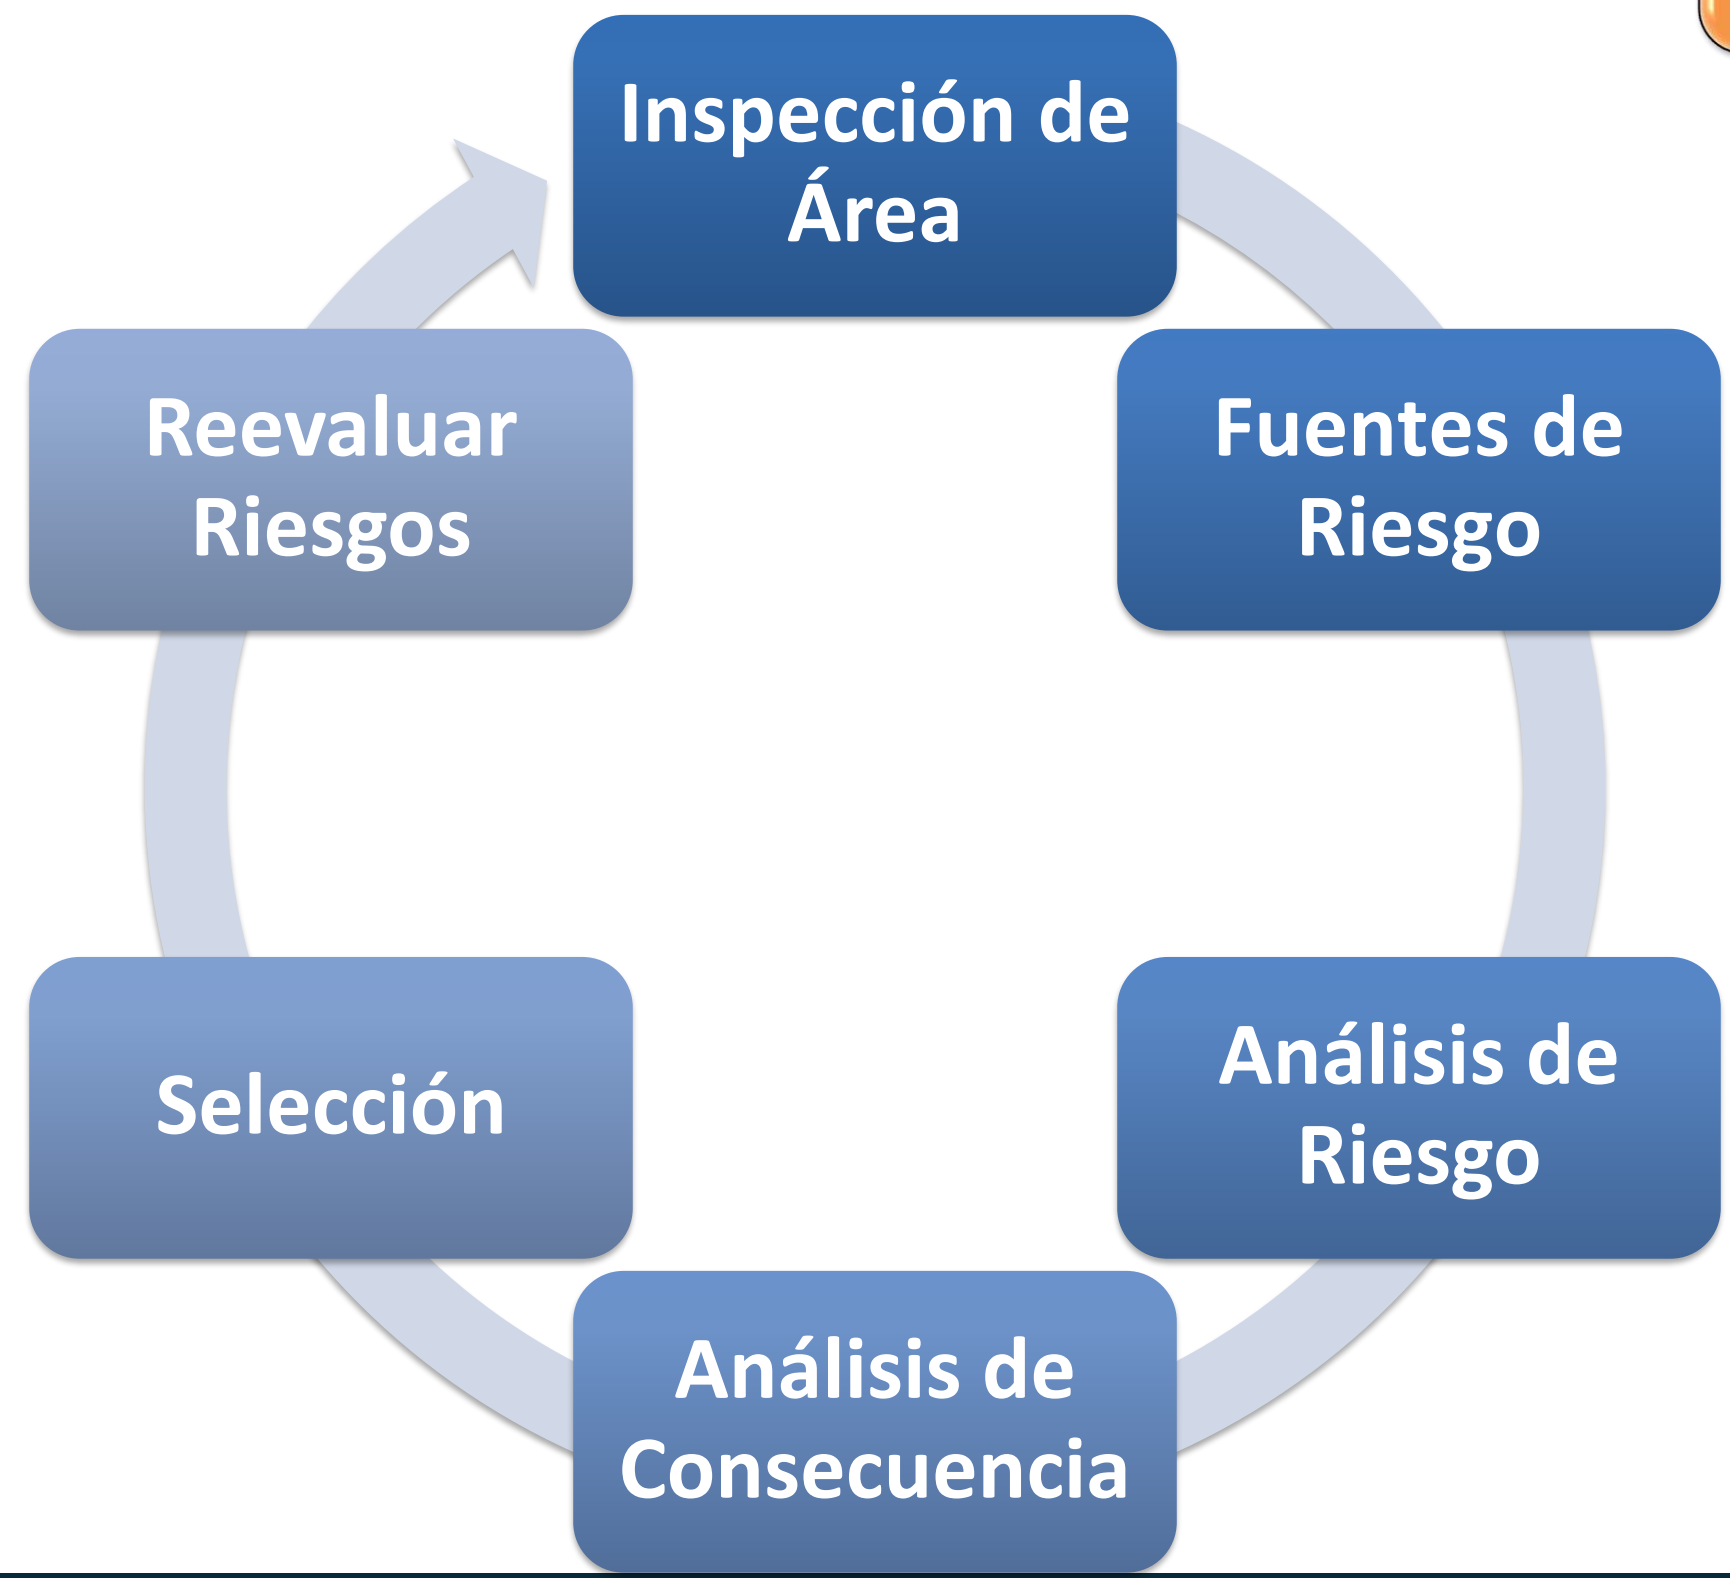 Inspección de
Área
Fuentes de
Riesgo
Análisis de
Riesgo
Análisis de
Consecuencia
Selección
Reevaluar
Riesgos